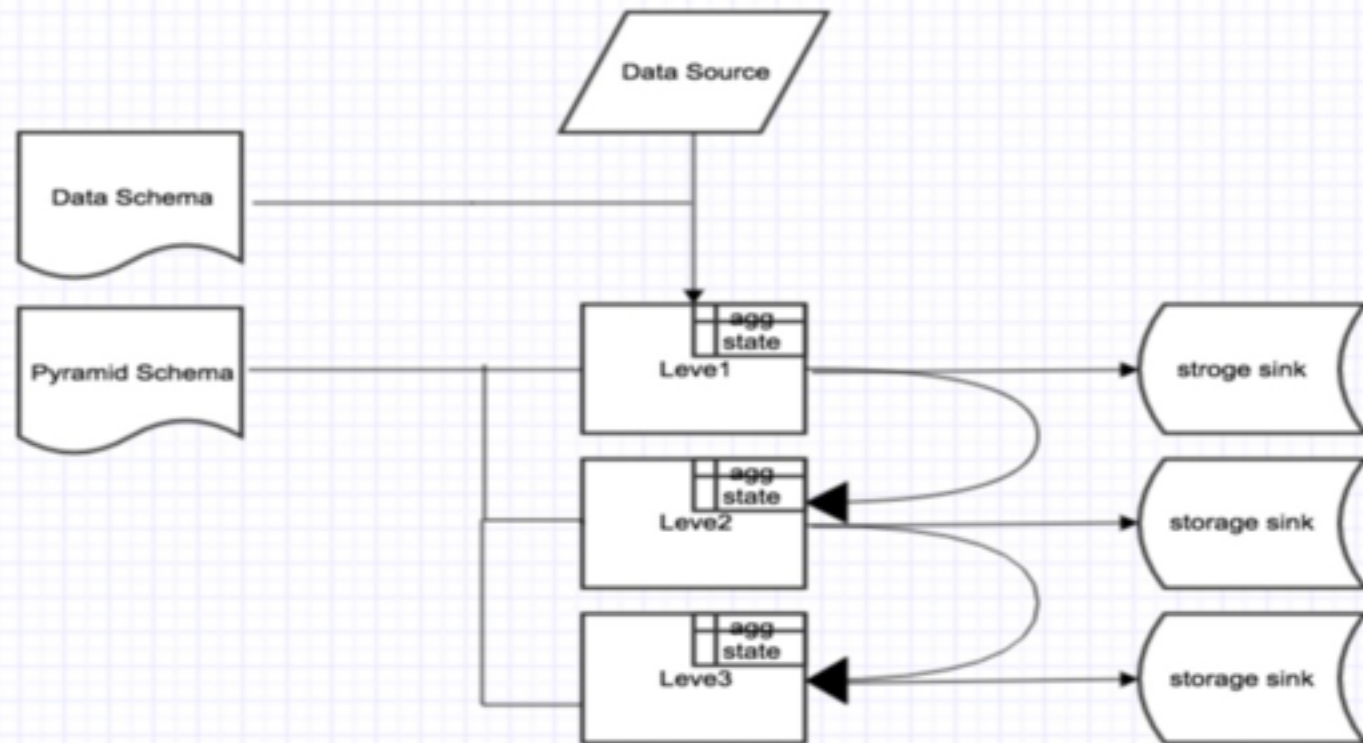 Data Source
Data Schema
Pyramid Schema
agg
state
Leve1
stroge sink
agg
state
Leve2
storage sink
agg
state
Leve3
storage sink